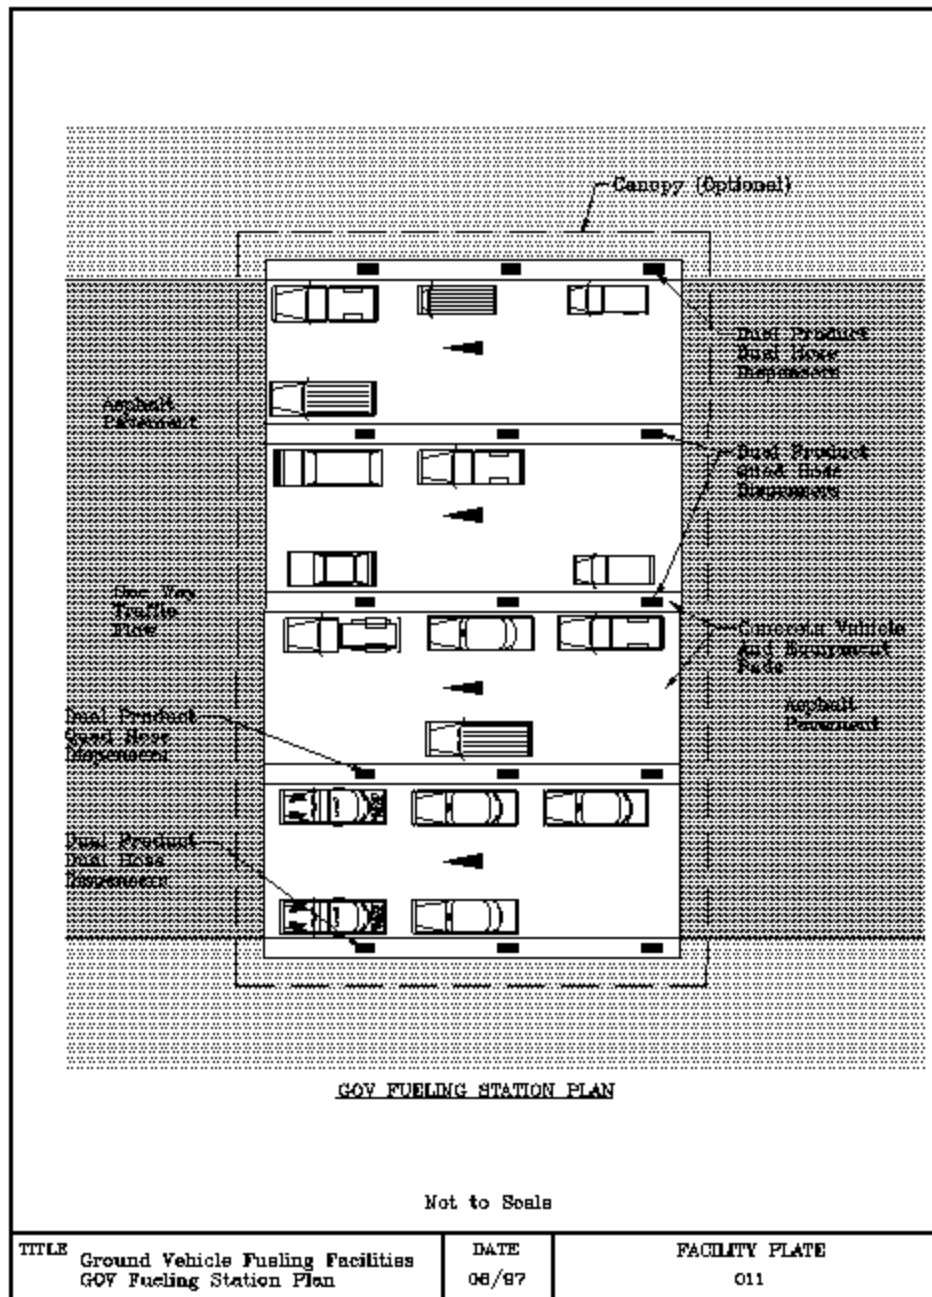 Canopy (Optional)
Dual Product
Dual Hose
Dispensers
Asphalt
Pavement
Dual Product
Quad Hose
Dispensers
One Way
Traffic
Flow
Concrete Vehicle
And Equipment
Pads
Asphalt
Pavement
Dual Product
Quad Hose
Dispensers
Dual Product
Dual Hose
Dispensers
GOV FUELING STATION PLAN
Not to Scale
TITLE
Ground Vehicle Fueling Facilities
GOV Fueling Station Plan
DATE
06/97
FACILITY PLATE
011